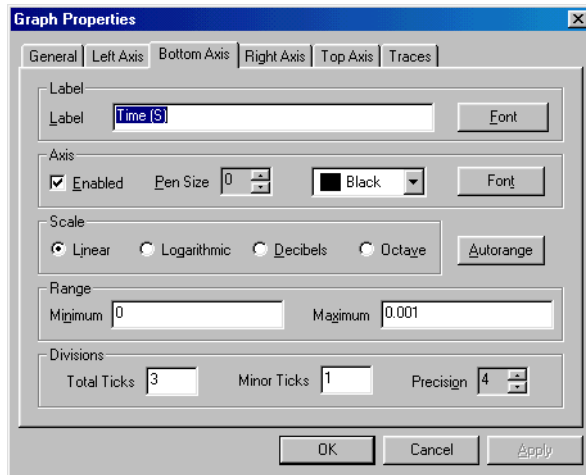 Graph Properties
General Left Axis Bottom Axis Right Axis Top Axis Traces
Label
Label Time (S) Font
Axis
Enabled Pen Size 0 Black Font
Scale
Linear Logarithmic Decibels Octave Autorange
Range
Minimum 0 Maximum 0.001
Divisions
Total Ticks 3 Minor Ticks 1 Precision 4
OK Cancel Apply